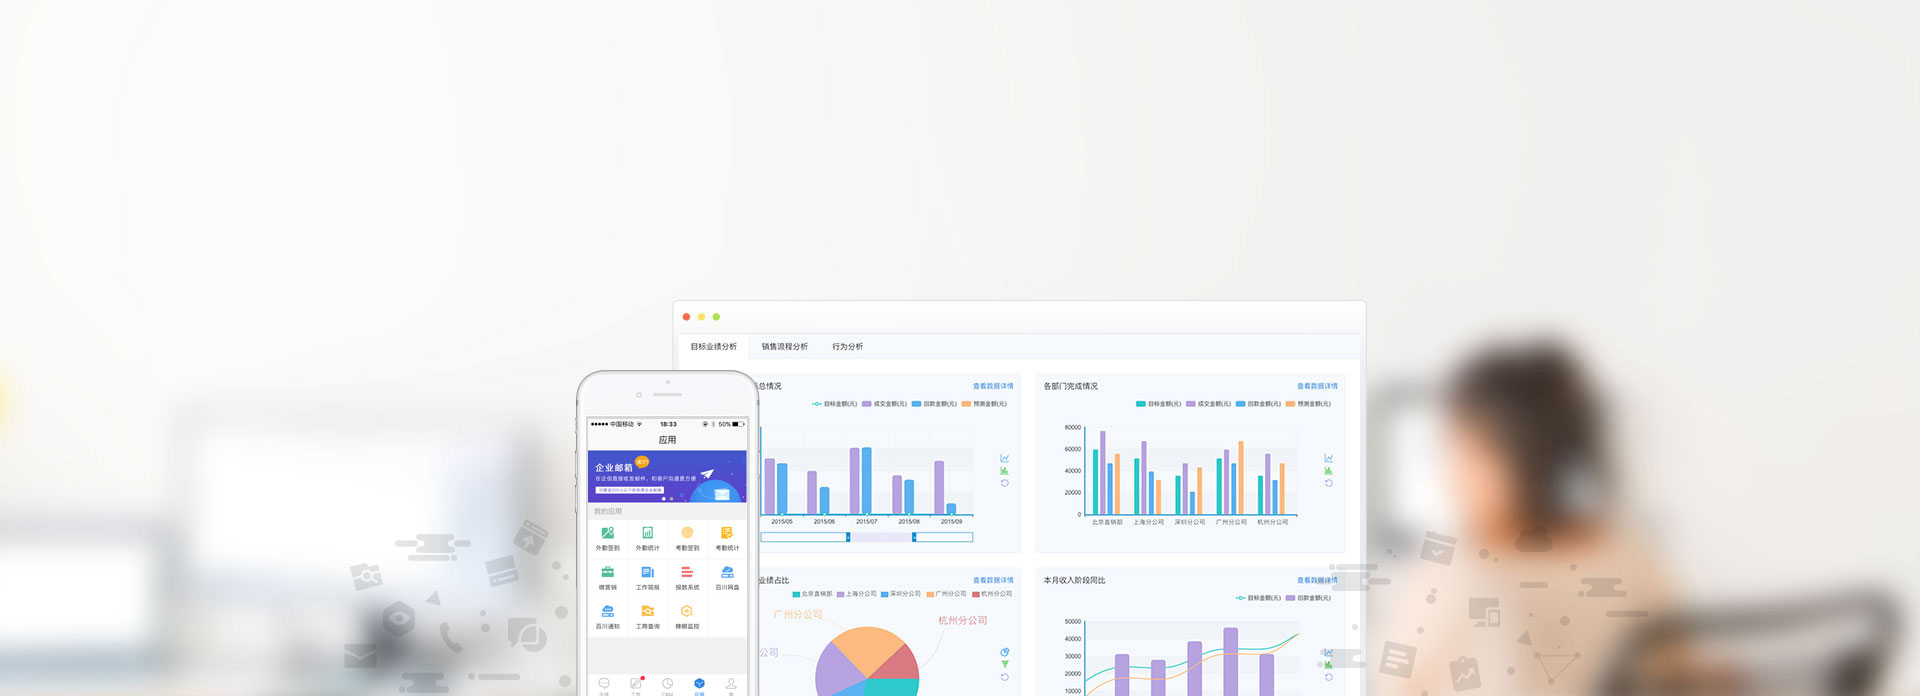 目标业绩分析 销售流程分析 行为分析
总情况 查看数据详情
目标金额(元) 成交金额(元) 回款金额(元) 预测金额(元)
2015/05 2015/06 2015/07 2015/08 2015/09
各部门完成情况 查看数据详情
目标金额(元) 成交金额(元) 回款金额(元) 预测金额(元)
80000
60000
40000
20000
0
北京直销部 上海分公司 深圳分公司 广州分公司 杭州分公司
业绩占比 查看数据详情
北京直销部 上海分公司 深圳分公司 广州分公司 杭州分公司
广州分公司
杭州分公司
公司
本月收入阶段同比 查看数据详情
目标金额(元) 回款金额(元)
50000
40000
30000
20000
10000
中国移动 18:33 50%
应用
企业邮箱
在企信直接收发邮件，和客户沟通更方便
我的应用
外勤签到 外勤统计 考勤签到 考勤统计
微营销 工作简报 报数系统 百川网盘
百川通知 工商查询 蜂眼监控